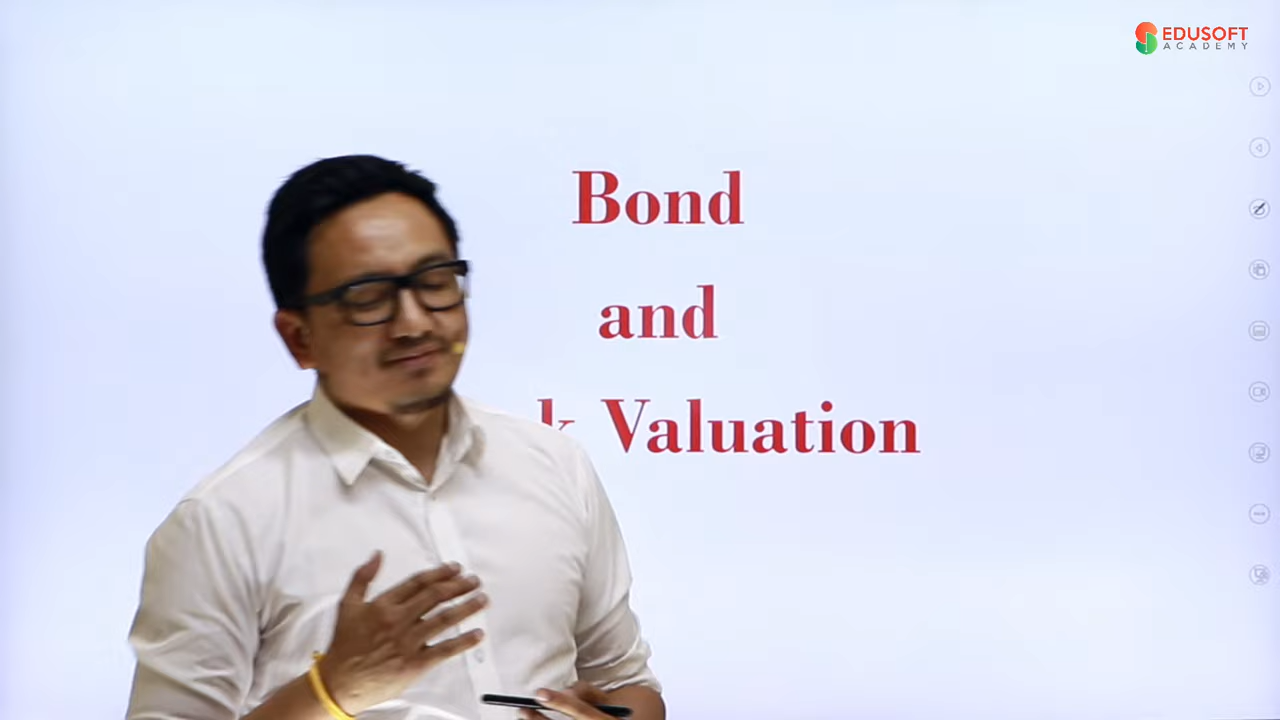 EDUSOFT
ACADEMY
Bond
and
k Valuation